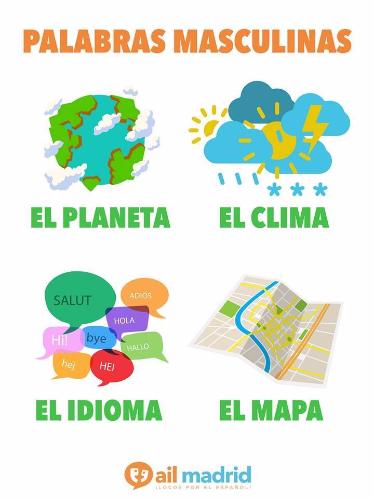 PALABRAS MASCULINAS
EL PLANETA
EL CLIMA
SALUT
ADIOS
HOLA
Hi!
bye
HALLO
hej
HEJ
EL IDIOMA
EL MAPA
ail madrid
¡LOCOS POR EL ESPAÑOL!